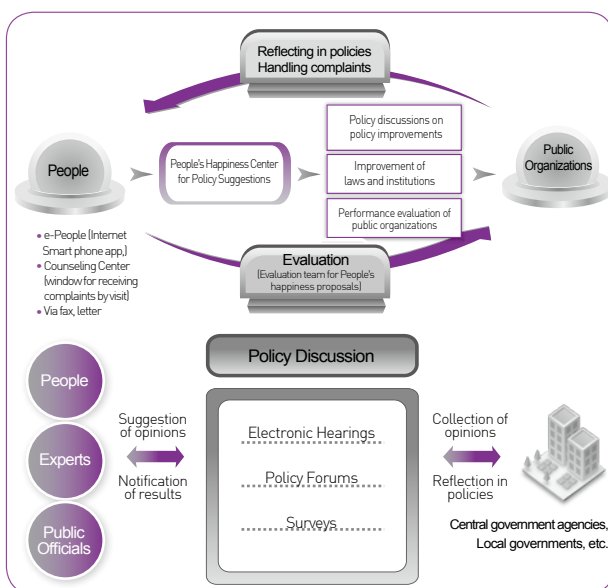 Reflecting in policies
Handling complaints
People
People's Happiness Center
for Policy Suggestions
Policy discussions on
policy improvements
Improvement of
laws and institutions
Performance evaluation of
public organizations
Public
Organizations
• e-People (Internet
Smart phone app,)
• Counseling Center
(window for receiving
complaints by visit)
• Via fax, letter
Evaluation
(Evaluation team for People's
happiness proposals)
Policy Discussion
People
Experts
Public
Officials
Suggestion
of opinions
Notification
of results
Electronic Hearings
Policy Forums
Surveys
Collection of
opinions
Reflection in
policies
Central government agencies,
Local governments, etc.